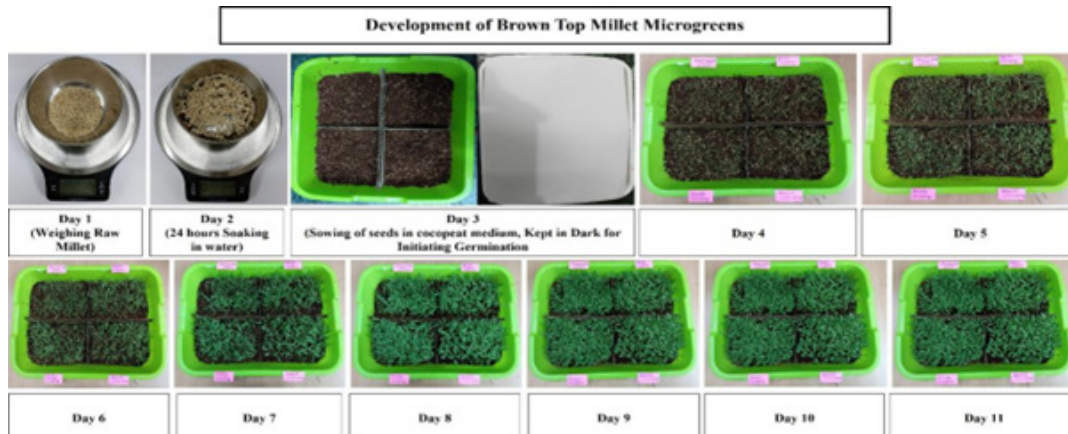 Development of Brown Top Millet Microgreens
Day 1
(Weighing Raw
Millet)
Day 2
(24 hours Soaking
in water)
Day 3
(Sowing of seeds in cocopeat medium, Kept in Dark for
Initiating Germination
Day 4
Day 5
Day 6
Day 7
Day 8
Day 9
Day 10
Day 11